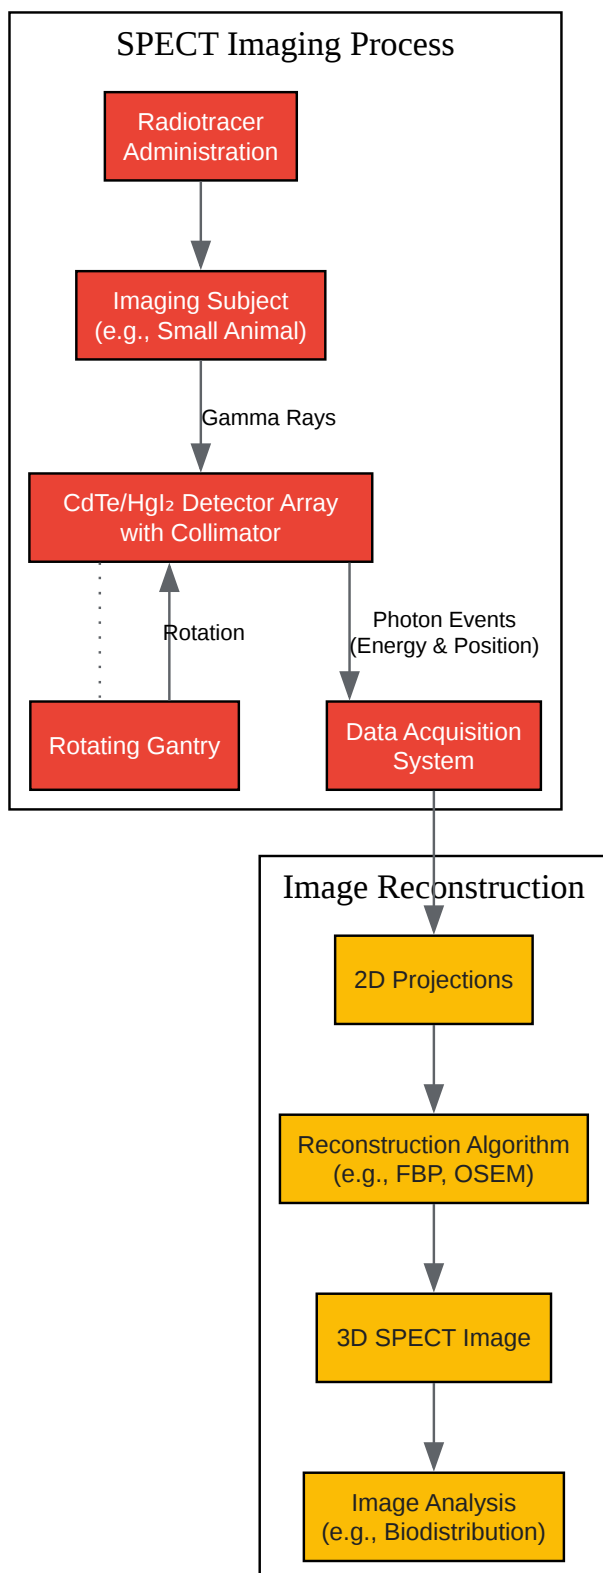 SPECT Imaging Process
Radiotracer
Administration
Imaging Subject
(e.g., Small Animal)
Gamma Rays
CdTe/HgI₂ Detector Array
with Collimator
Rotation
Photon Events
(Energy & Position)
Rotating Gantry
Data Acquisition
System
Image Reconstruction
2D Projections
Reconstruction Algorithm
(e.g., FBP, OSEM)
3D SPECT Image
Image Analysis
(e.g., Biodistribution)